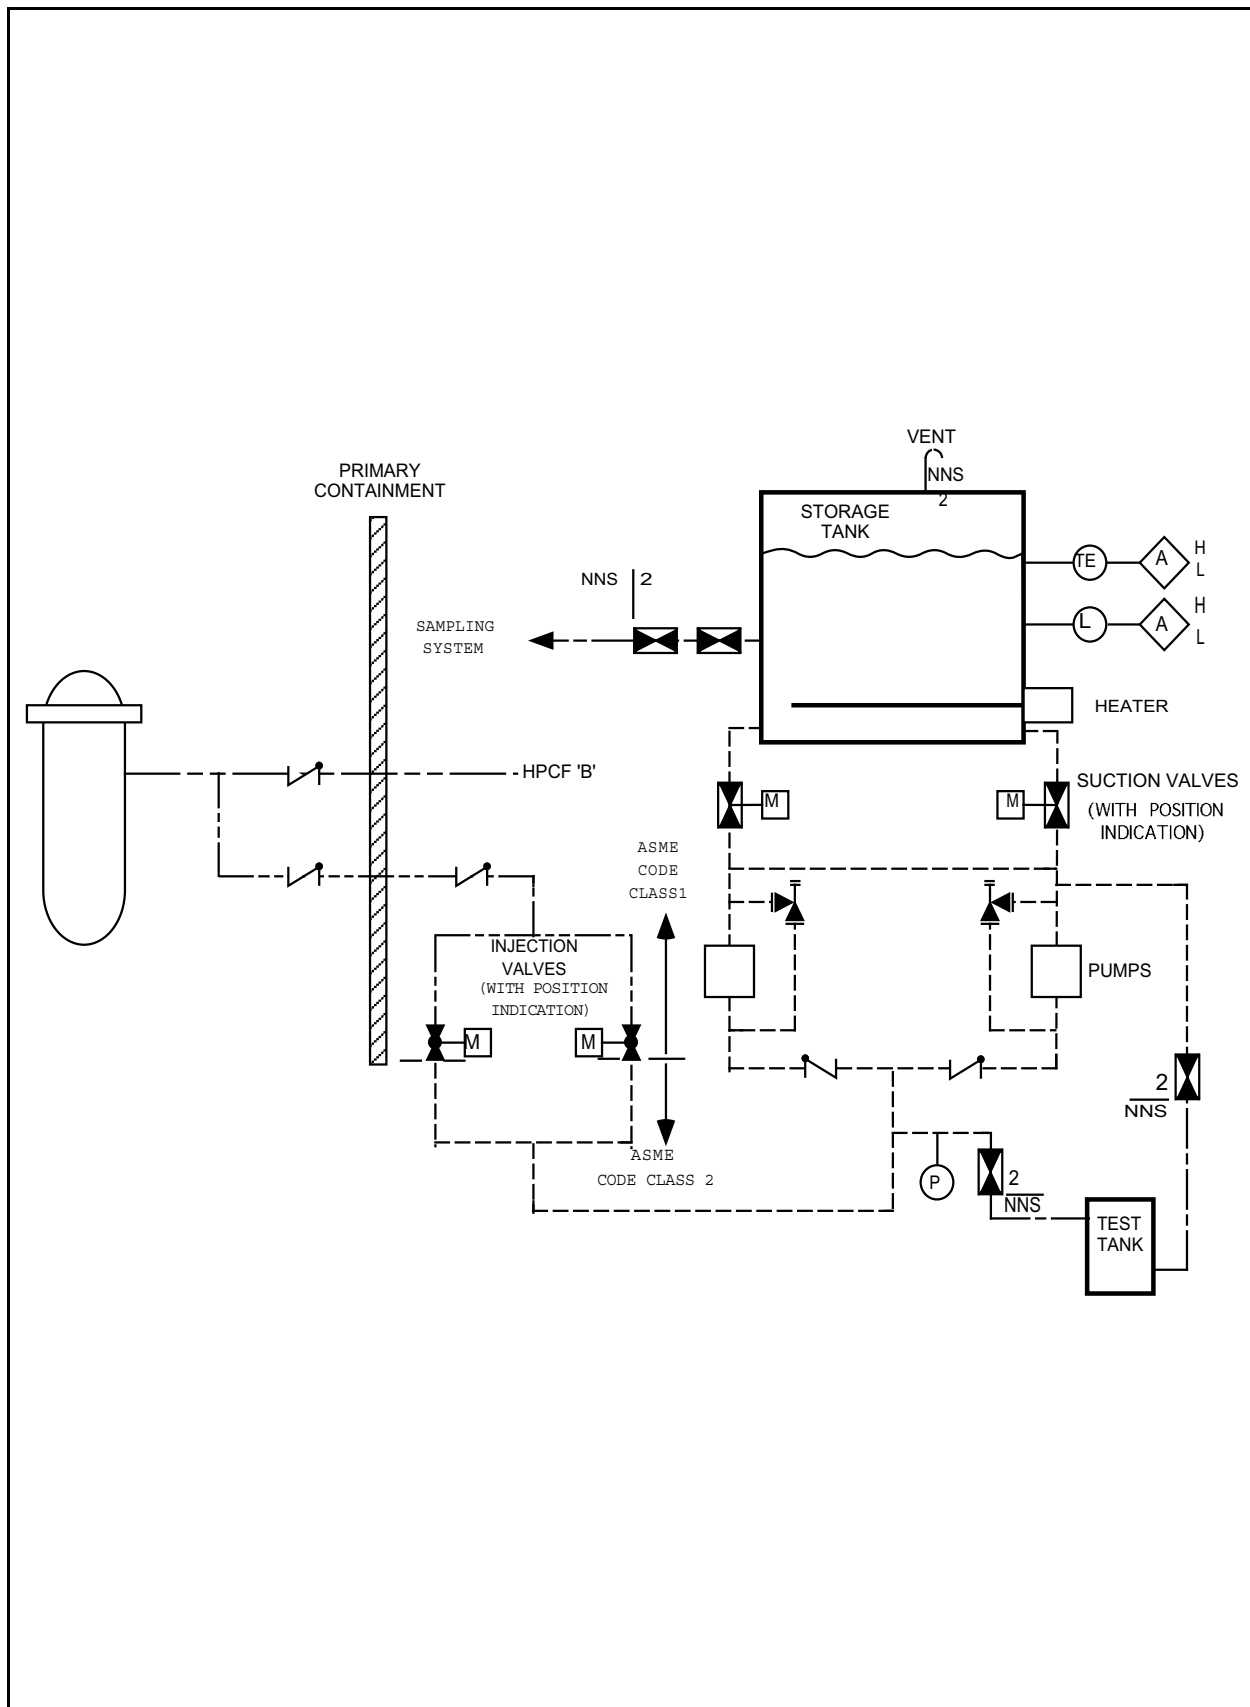 VENT
NNS
2
PRIMARY
CONTAINMENT
STORAGE
TANK
TE
A
H
L
NNS
2
L
A
H
L
SAMPLING
SYSTEM
HEATER
HPCF 'B'
M
M
SUCTION VALVES
(WITH POSITION
INDICATION)
ASME
CODE
CLASS1
INJECTION
VALVES
(WITH POSITION
INDICATION)
PUMPS
M
M
2
NNS
ASME
CODE CLASS 2
P
2
NNS
TEST
TANK